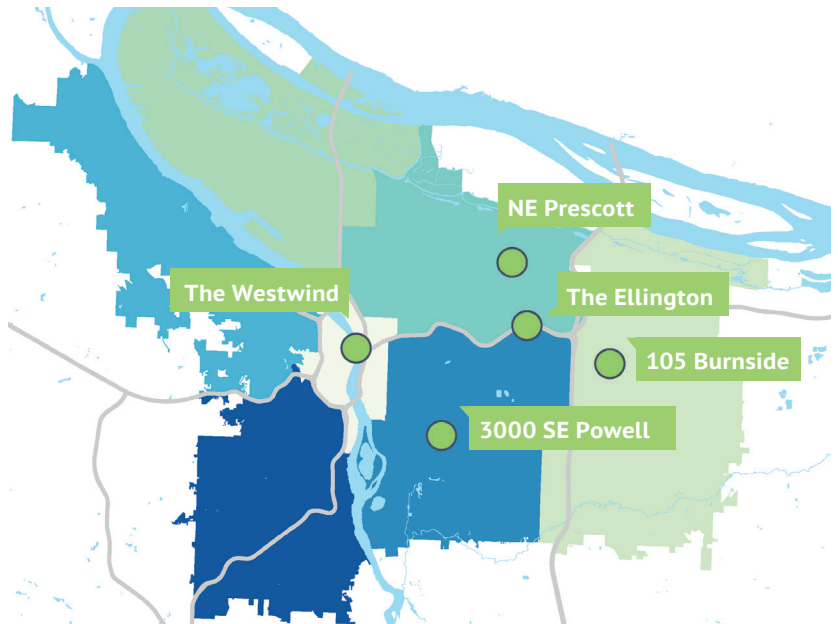 NE Prescott
The Westwind
The Ellington
105 Burnside
3000 SE Powell